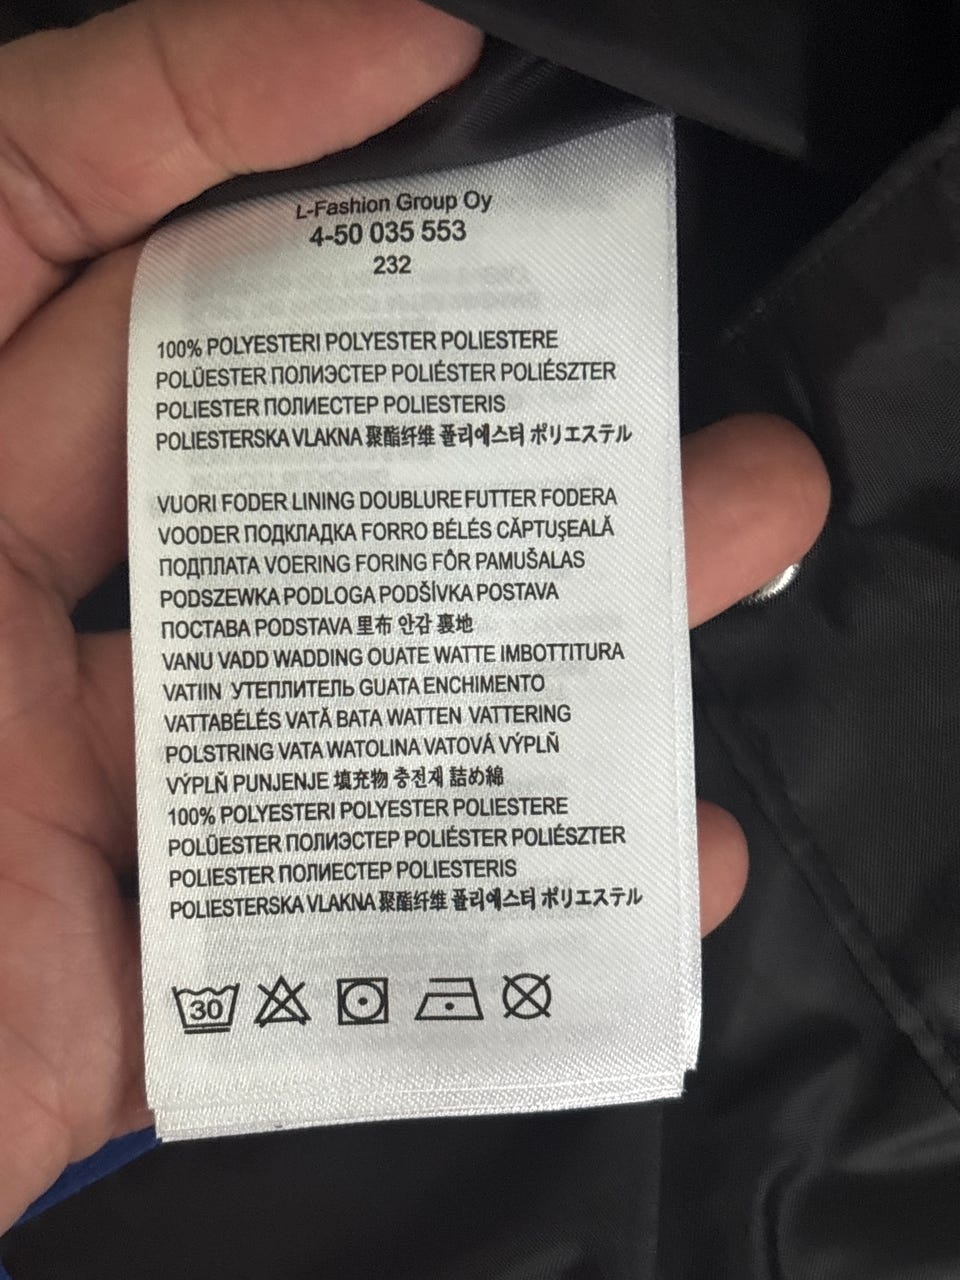 L-Fashion Group Oy
4-50 035 553
232
100% POLYESTERI POLYESTER POLIESTERE
POLÜESTER ПОЛИЭСТЕР POLIÉSTER POLIÉSZTER
POLIESTER ПОЛИЕСТЕР POLIESTERIS
POLIESTERSKA VLAKNA 聚酯纤维 폴리에스터 ポリエステル
VUORI FODER LINING DOUBLURE FUTTER FODERA
VOODER ПОДКЛАДКА FORRO BÉLÉS CĂPTUŞEALĂ
ПОДПЛАТА VOERING FORING FÔR PAMUŠALAS
PODSZEWKA PODLOGA PODŠÍVKA POSTAVA
ПОСТАВА PODSTAVA 里布 안감 裏地
VANU VADD WADDING OUATE WATTE IMBOTTITURA
VATIIN УТЕПЛИТЕЛЬ GUATA ENCHIMENTO
VATTABÉLÉS VATĂ BATA WATTEN VATTERING
POLSTRING VATA WATOLINA VATOVÁ VÝPLŇ
VÝPLŇ PUNJENJE 填充物 충전재 詰め綿
100% POLYESTERI POLYESTER POLIESTERE
POLÜESTER ПОЛИЭСТЕР POLIÉSTER POLIÉSZTER
POLIESTER ПОЛИЕСТЕР POLIESTERIS
POLIESTERSKA VLAKNA 聚酯纤维 폴리에스터 ポリエステル
30